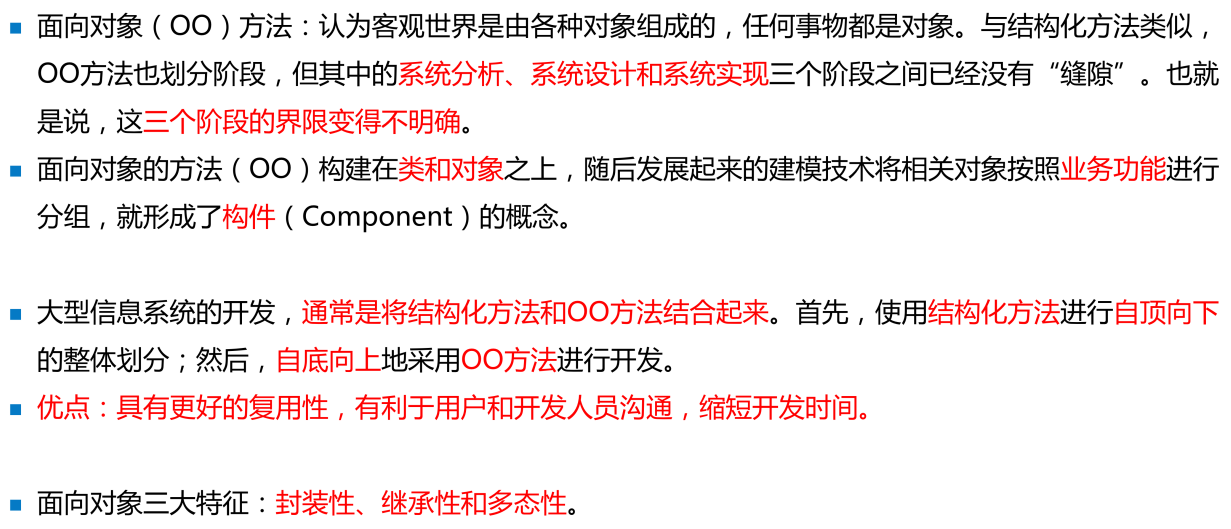 面向对象（OO）方法：认为客观世界是由各种对象组成的，任何事物都是对象。与结构化方法类似，
OO方法也划分阶段，但其中的系统分析、系统设计和系统实现三个阶段之间已经没有“缝隙”。也就
是说，这三个阶段的界限变得不明确。
面向对象的方法（OO）构建在类和对象之上，随后发展起来的建模技术将相关对象按照业务功能进行
分组，就形成了构件（Component）的概念。
大型信息系统的开发，通常是将结构化方法和OO方法结合起来。首先，使用结构化方法进行自顶向下
的整体划分；然后，自底向上地采用OO方法进行开发。
优点：具有更好的复用性，有利于用户和开发人员沟通，缩短开发时间。
面向对象三大特征：封装性、继承性和多态性。